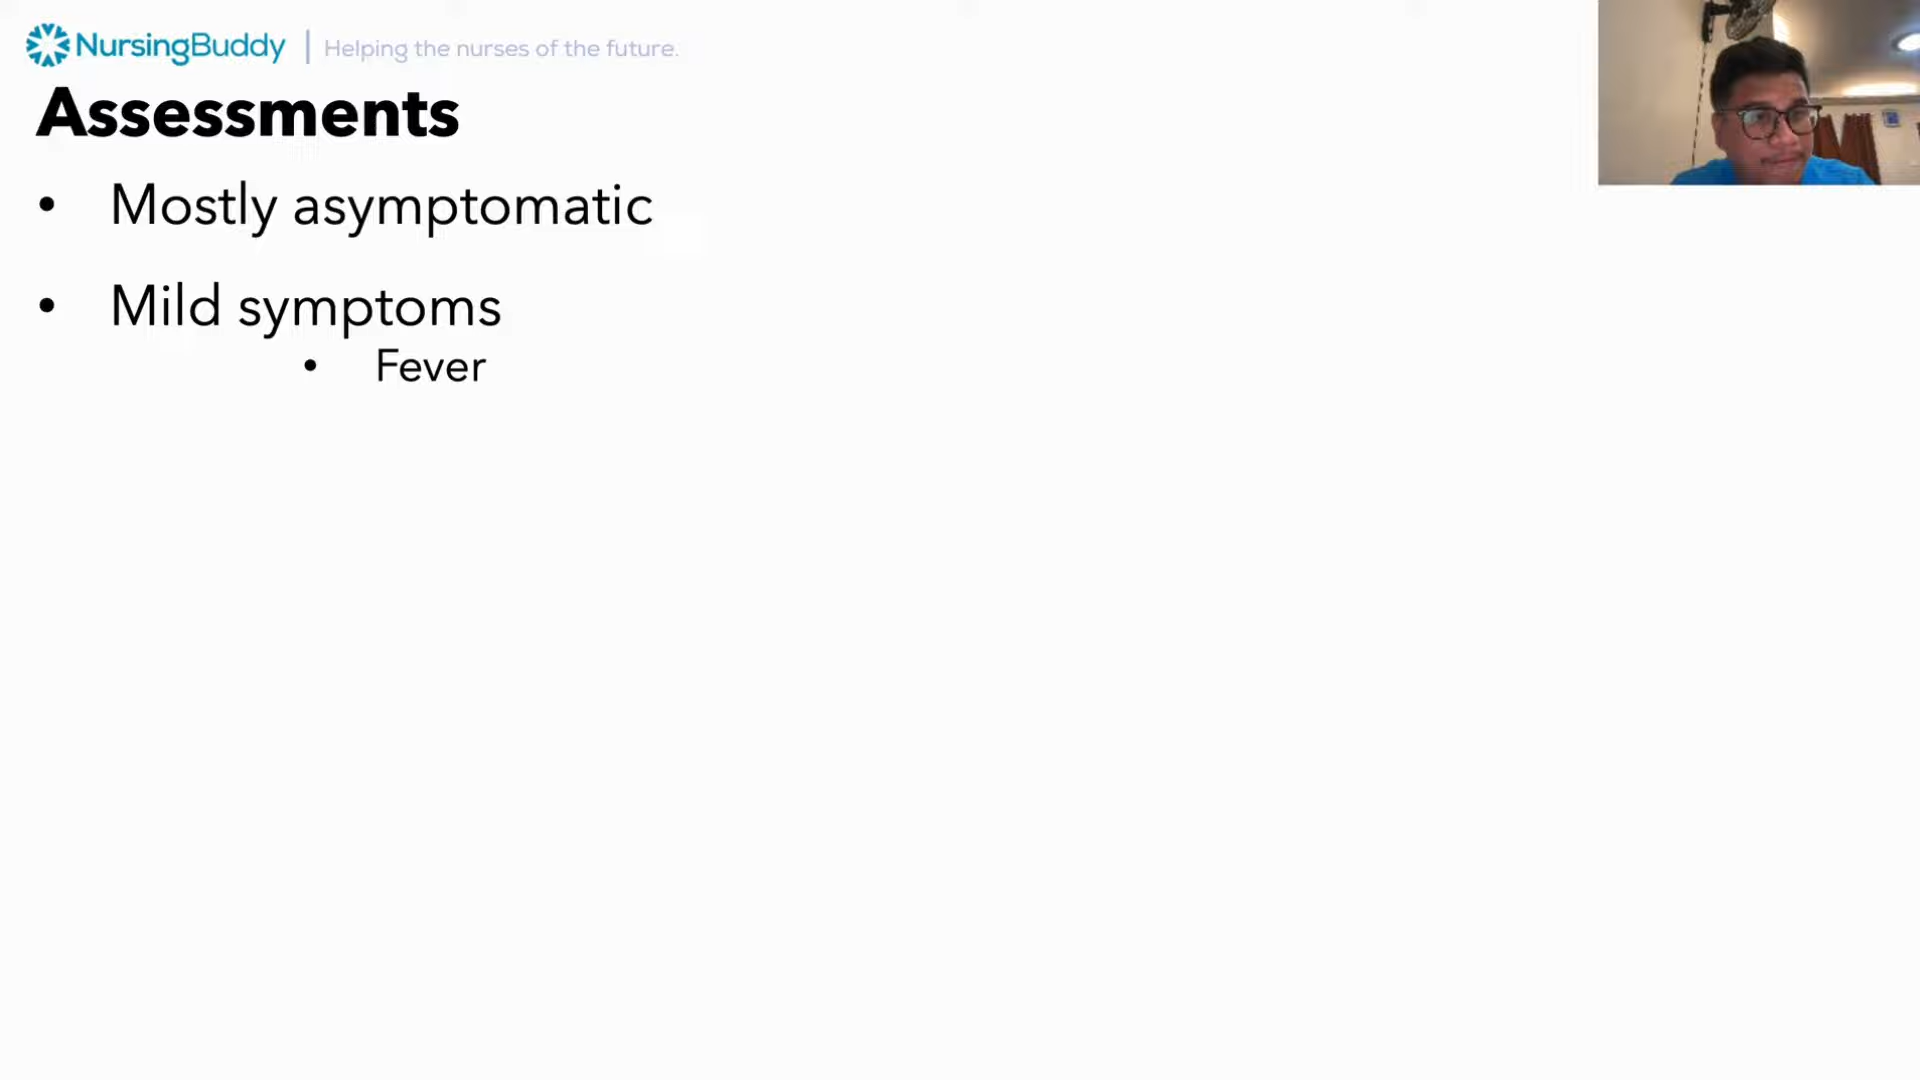 NursingBuddy | Helping the nurses of the future.
Assessments
• Mostly asymptomatic
• Mild symptoms
• Fever